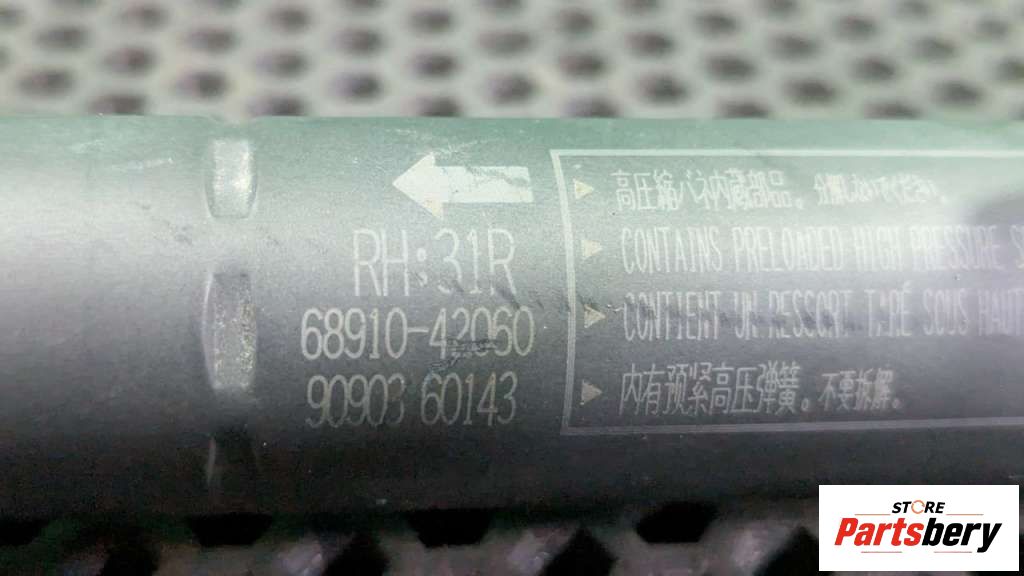 RH:31R
68910-42060
90903 60143
高圧縮バネ内蔵部品。分解しないでください。
CONTAINS PRELOADED HIGH PRESSURE
CONTIENT UN RESSORT TARÉ SOUS HAUT
内有预紧高压弹簧。不要拆解。
STORE
Partsbery